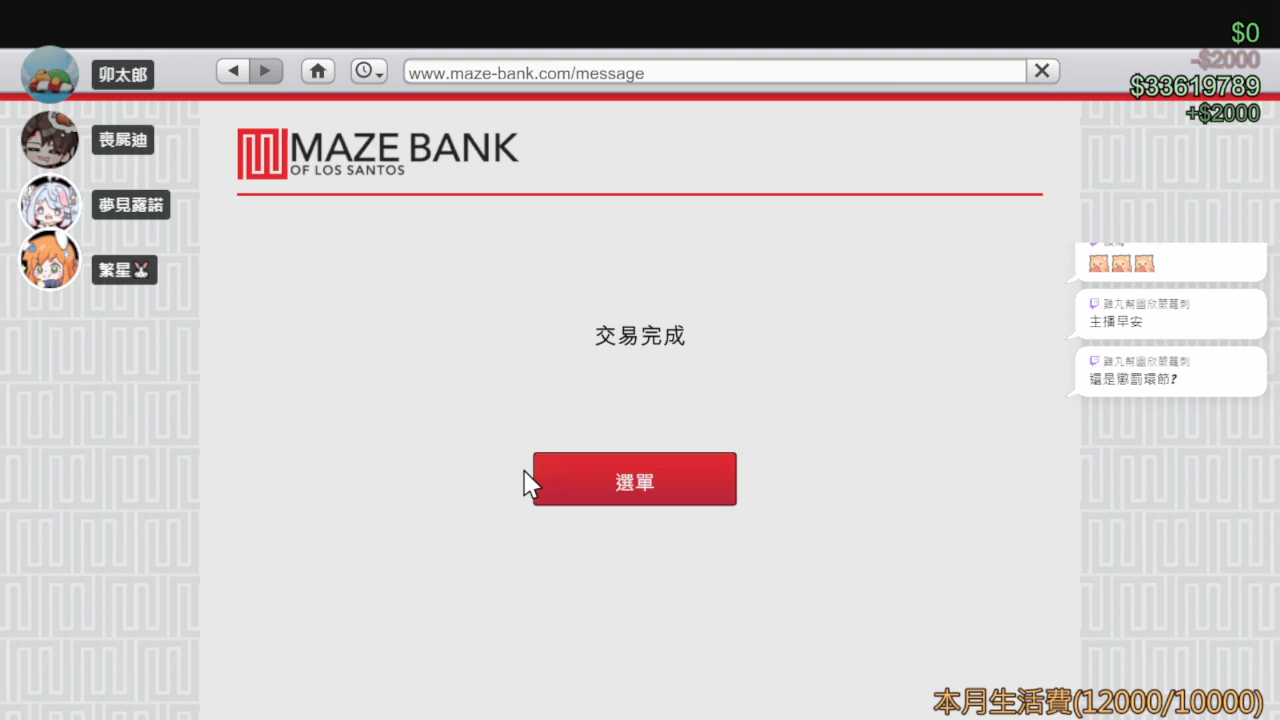 $0
-$2000
$33619789
+$2000
卯太郎
喪屍迪
夢見露諾
繁星
www.maze-bank.com/message
MAZE BANK
OF LOS SANTOS
交易完成
選單
主播早安
還是懲罰環節?
本月生活費(12000/10000)